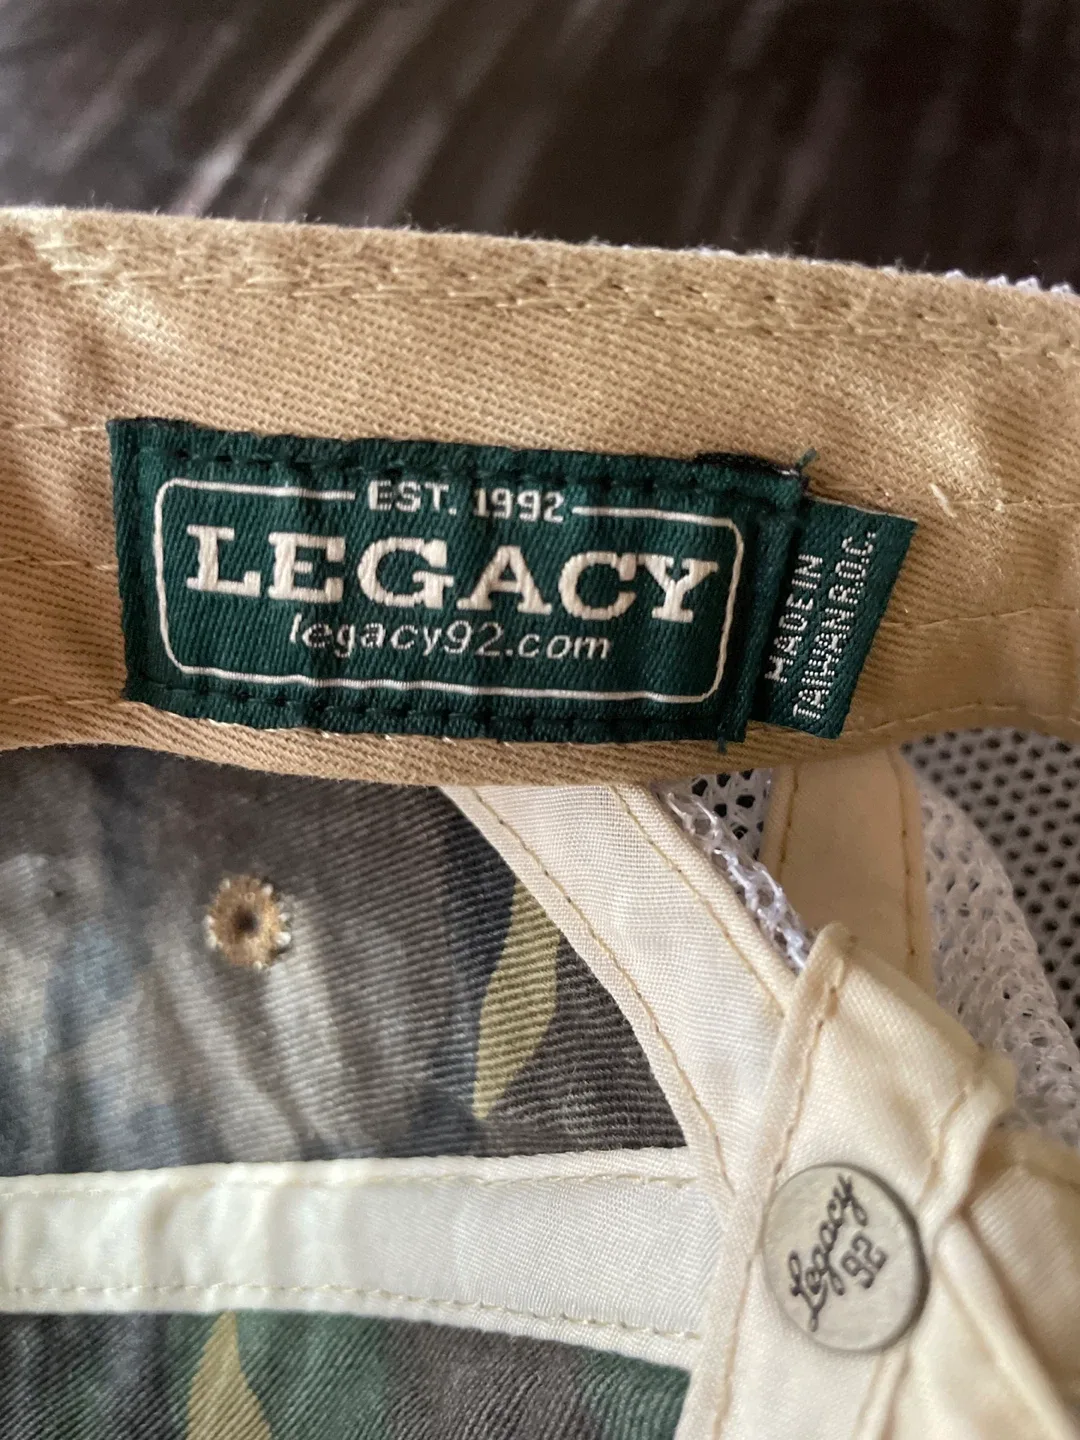 EST. 1992
LEGACY
legacy92.com
MADE IN
TAIWAN R.O.C.
Legacy
92